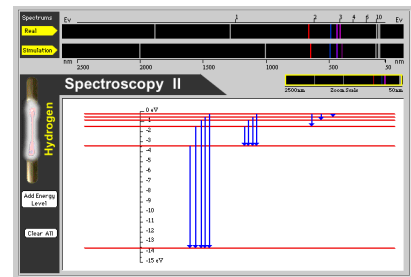 Spectrums
Ev
1 2 3 4 6 10 Ev
Real
Simulation
nm
2500 2000 1500 1000 500 50
nm
Spectroscopy II
2500nm Zoom Scale 50nm
Hydrogen
0 eV
-1
-2
-3
-4
-5
-6
-7
-8
-9
-10
-11
-12
-13
-14
-15 eV
Add Energy
Level
Clear All